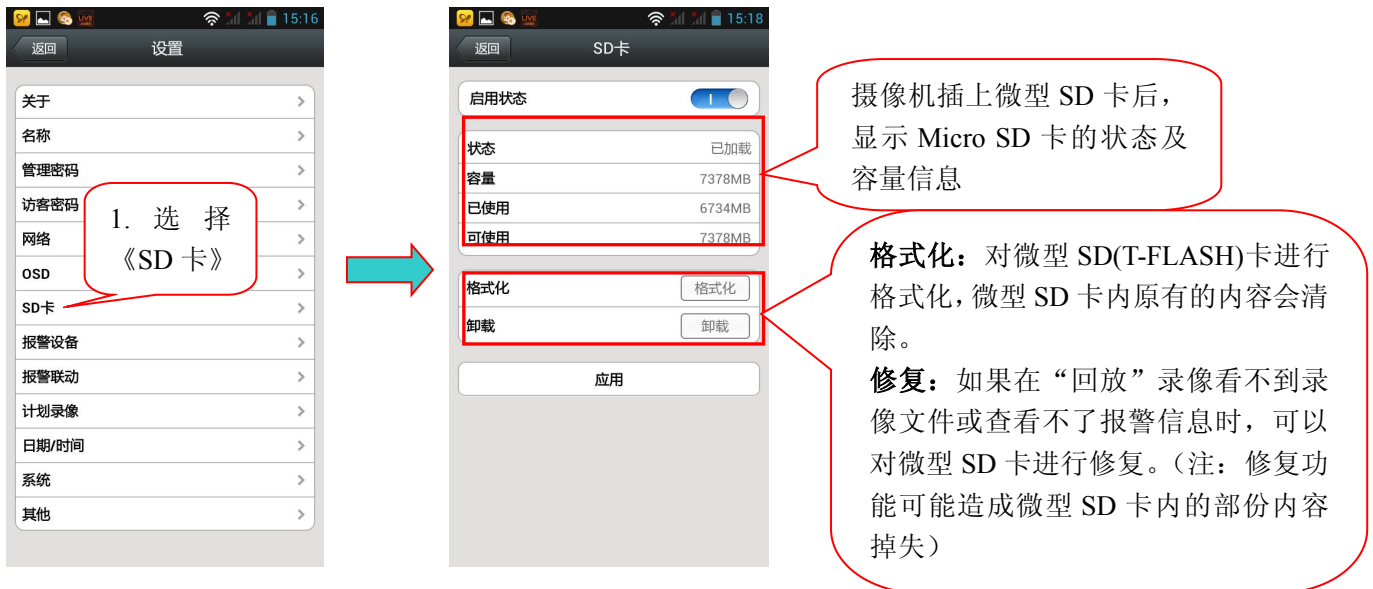 LIVE
15:16
返回
设置
关于
名称
管理密码
访客密码
网络
OSD
SD卡
报警设备
报警联动
计划录像
日期/时间
系统
其他
1. 选 择
《SD 卡》
15:18
返回
SD卡
启用状态
状态 已加载
容量 7378MB
已使用 6734MB
可使用 7378MB
格式化 格式化
卸载 卸载
应用
摄像机插上微型 SD 卡后，
显示 Micro SD 卡的状态及
容量信息
格式化：对微型 SD(T-FLASH)卡进行
格式化，微型 SD 卡内原有的内容会清
除。
修复：如果在“回放”录像看不到录
像文件或查看不了报警信息时，可以
对微型 SD 卡进行修复。（注：修复功
能可能造成微型 SD 卡内的部份内容
掉失）